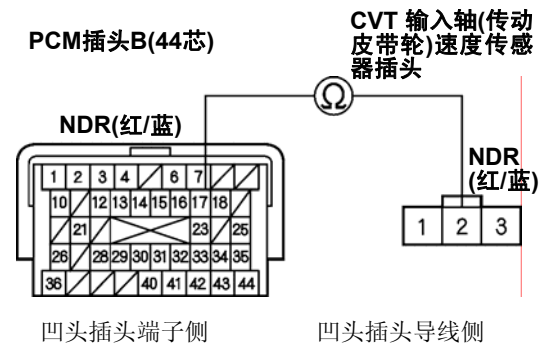 CVT 输入轴(传动
皮带轮)速度传感
器插头
PCM插头B(44芯)
Ω
NDR(红/蓝)
NDR
(红/蓝)
1 2 3 4 6 7
10 12 13 14 15 16 17 18
21 23 25
26 28 29 30 31 32 33 34 35
36 40 41 42 43 44
1 2 3
凹头插头端子侧
凹头插头导线侧